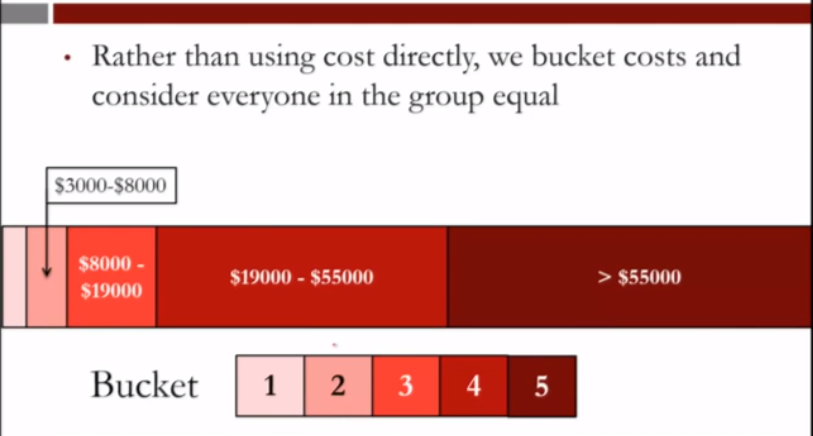 • Rather than using cost directly, we bucket costs and
consider everyone in the group equal
$3000-$8000
$8000 -
$19000
$19000 - $55000
> $55000
Bucket 1 2 3 4 5